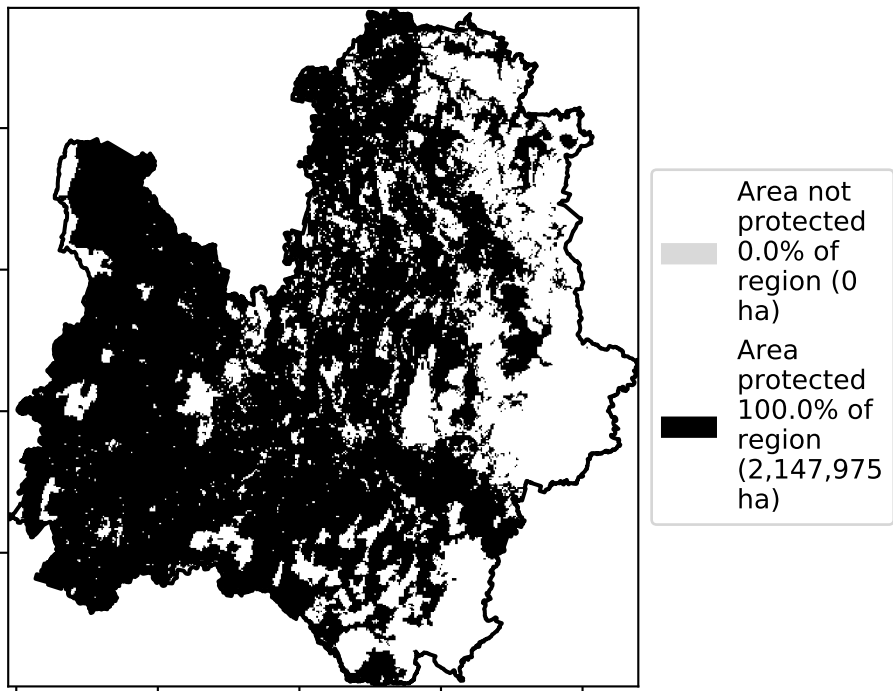 Area not
protected
0.0% of
region (0
ha)
Area
protected
100.0% of
region
(2,147,975
ha)